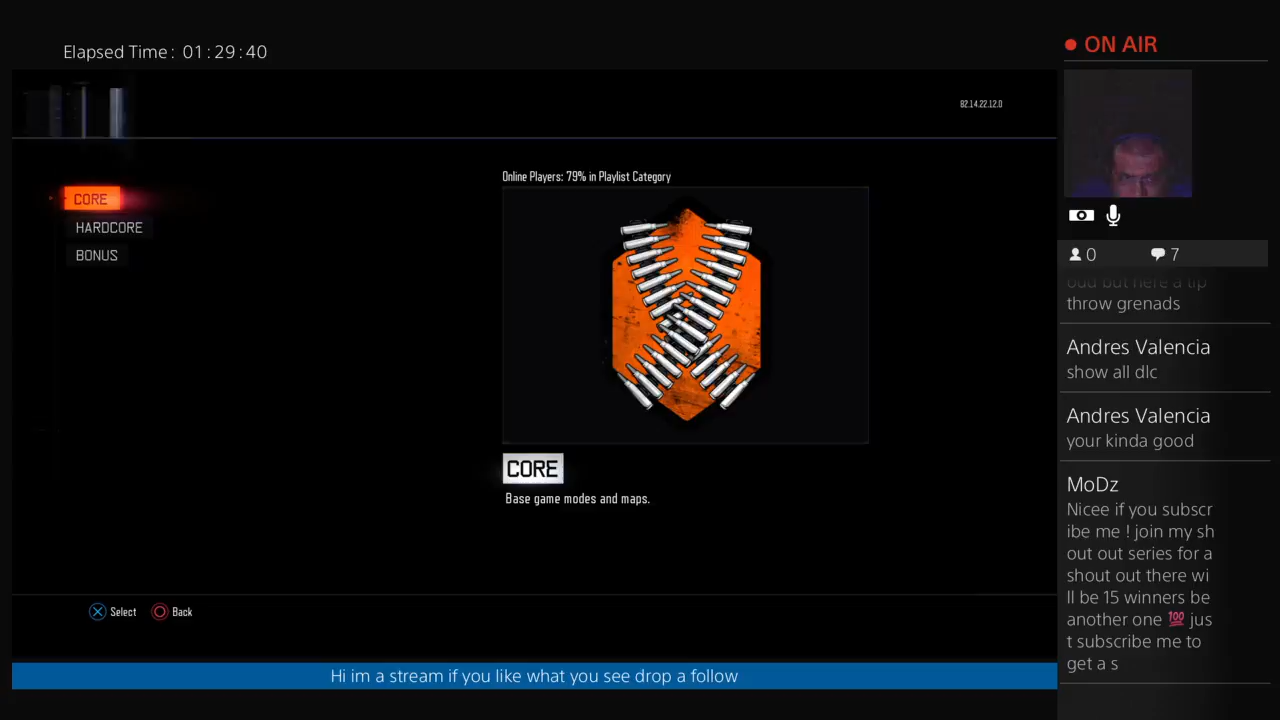 Elapsed Time: 01:29:40
ON AIR
82.14.22.12.0
Online Players: 79% in Playlist Category
CORE
HARDCORE
BONUS
CORE
Base game modes and maps.
Select
Back
Hi im a stream if you like what you see drop a follow
0
7
odd but here a tip
throw grenads
Andres Valencia
show all dlc
Andres Valencia
your kinda good
MoDz
Nicee if you subscr
ibe me ! join my sh
out out series for a
shout out there wi
ll be 15 winners be
another one 💯 jus
t subscribe me to
get a s